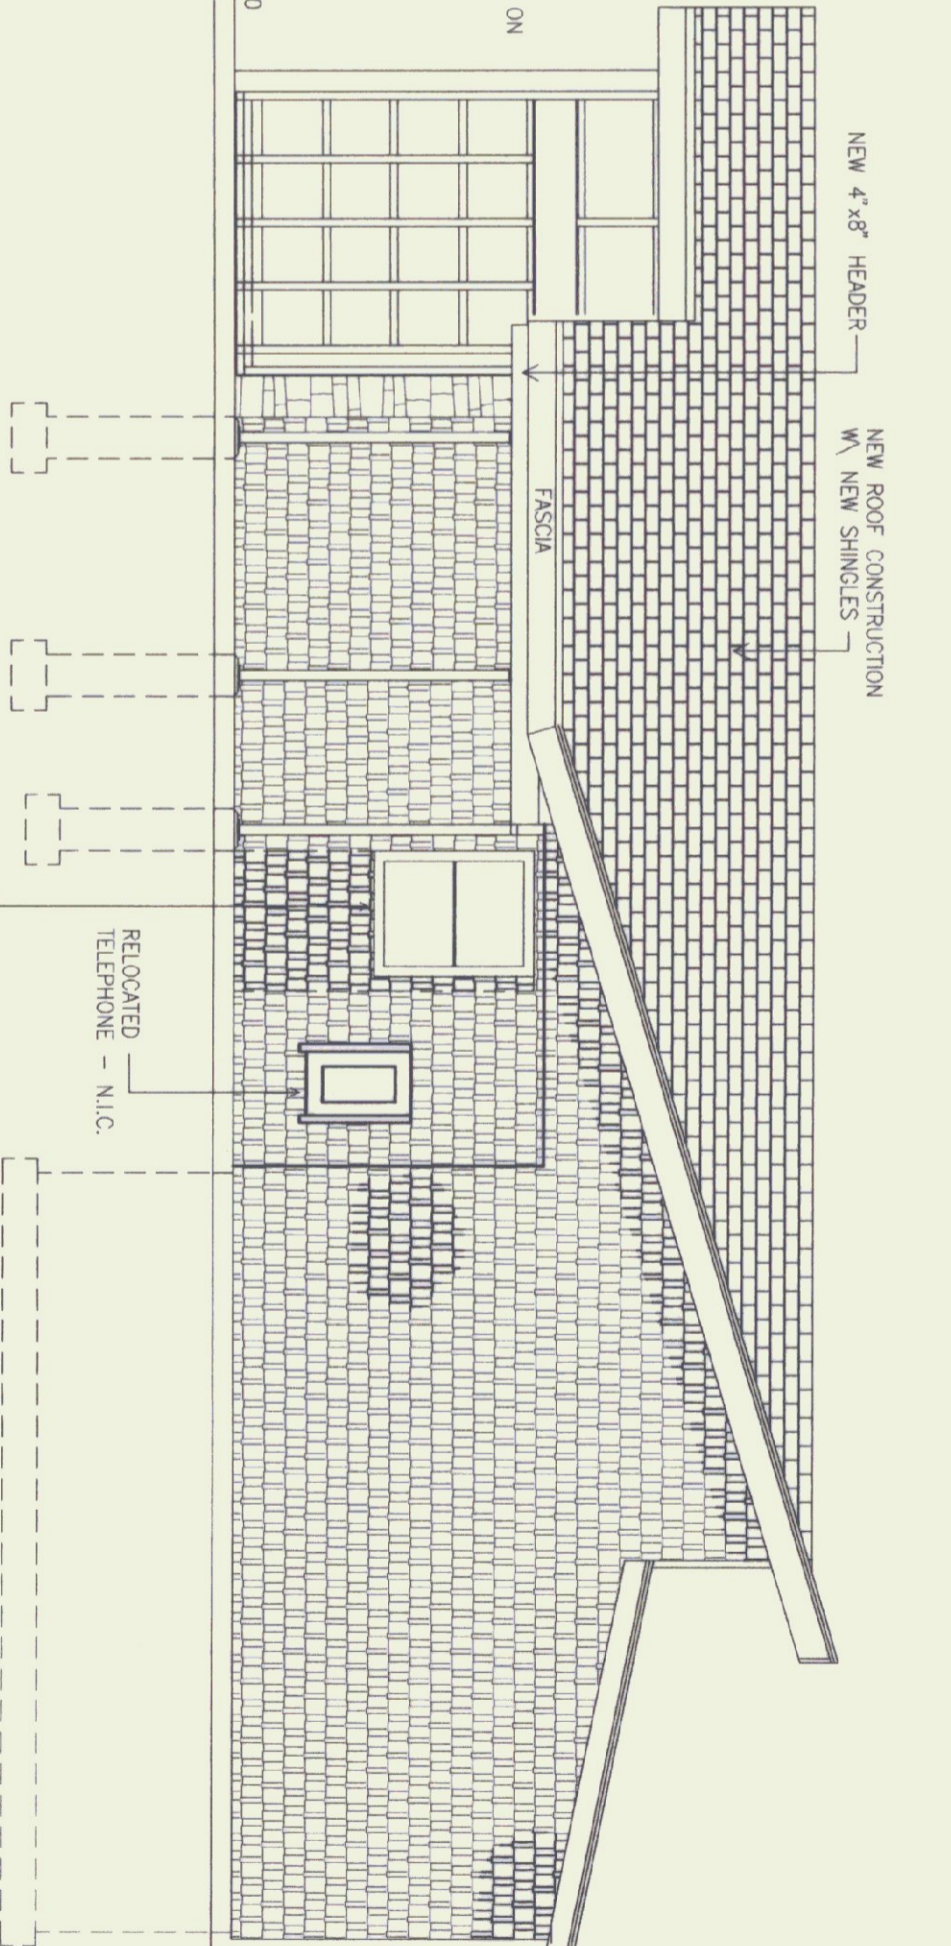 ON
NEW 4"x8" HEADER
NEW ROOF CONSTRUCTION
W\ NEW SHINGLES
FASCIA
RELOCATED
TELEPHONE - N.I.C.